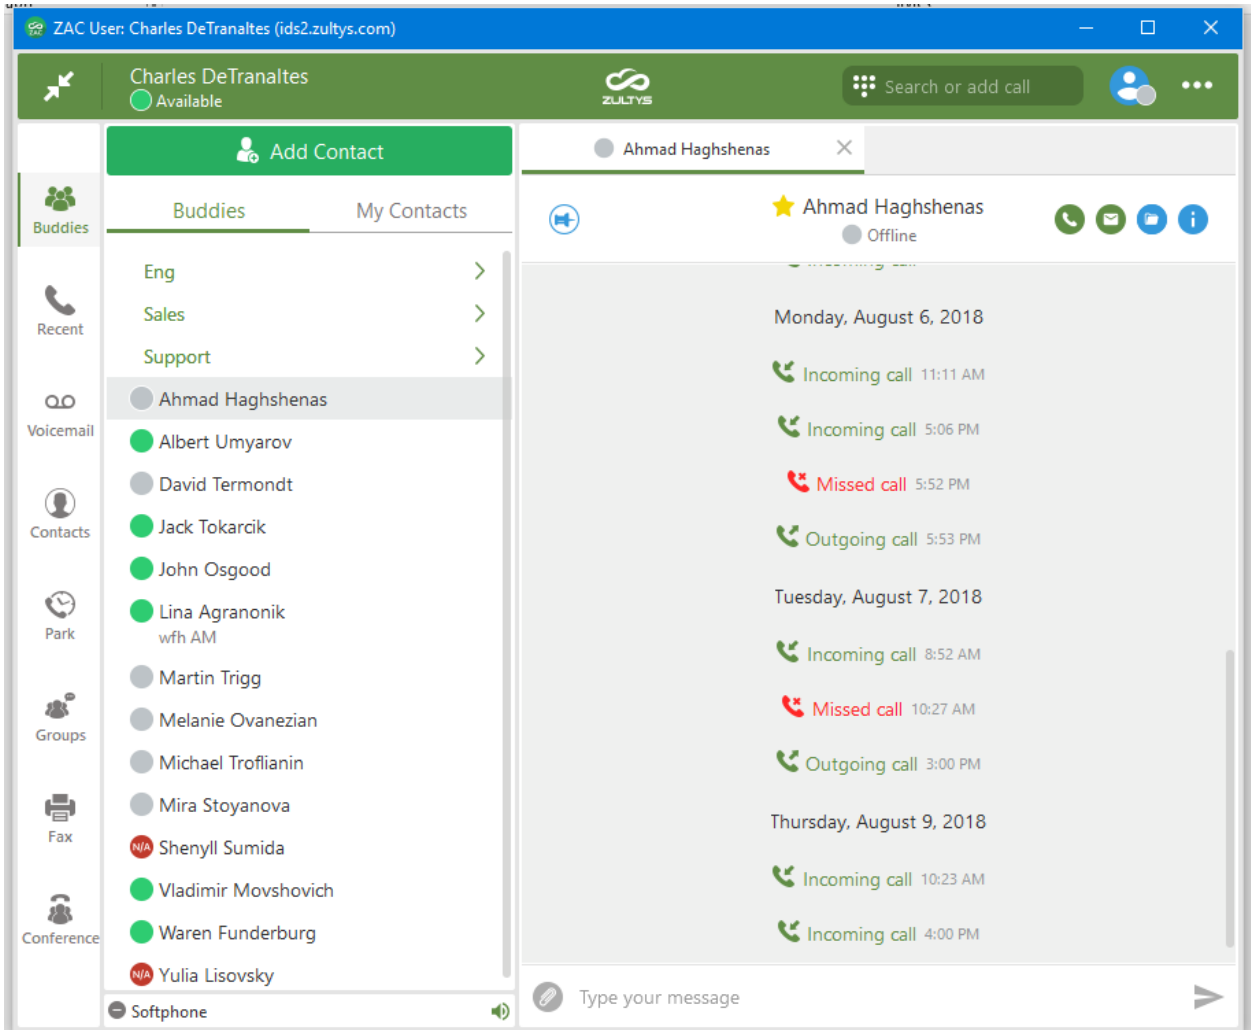 ZAC User: Charles DeTranaltes (ids2.zultys.com)
Charles DeTranaltes
Available
ZULTYS
Search or add call
Add Contact
Buddies
My Contacts
Buddies
Recent
Voicemail
Contacts
Park
Groups
Fax
Conference
Eng
Sales
Support
Ahmad Haghshenas
Albert Umyarov
David Termondt
Jack Tokarcik
John Osgood
Lina Agranonik
wfh AM
Martin Trigg
Melanie Ovanezian
Michael Troflianin
Mira Stoyanova
N/A Shenyll Sumida
Vladimir Movshovich
Waren Funderburg
N/A Yulia Lisovsky
Softphone
Ahmad Haghshenas
Ahmad Haghshenas
Offline
Monday, August 6, 2018
Incoming call 11:11 AM
Incoming call 5:06 PM
Missed call 5:52 PM
Outgoing call 5:53 PM
Tuesday, August 7, 2018
Incoming call 8:52 AM
Missed call 10:27 AM
Outgoing call 3:00 PM
Thursday, August 9, 2018
Incoming call 10:23 AM
Incoming call 4:00 PM
Type your message